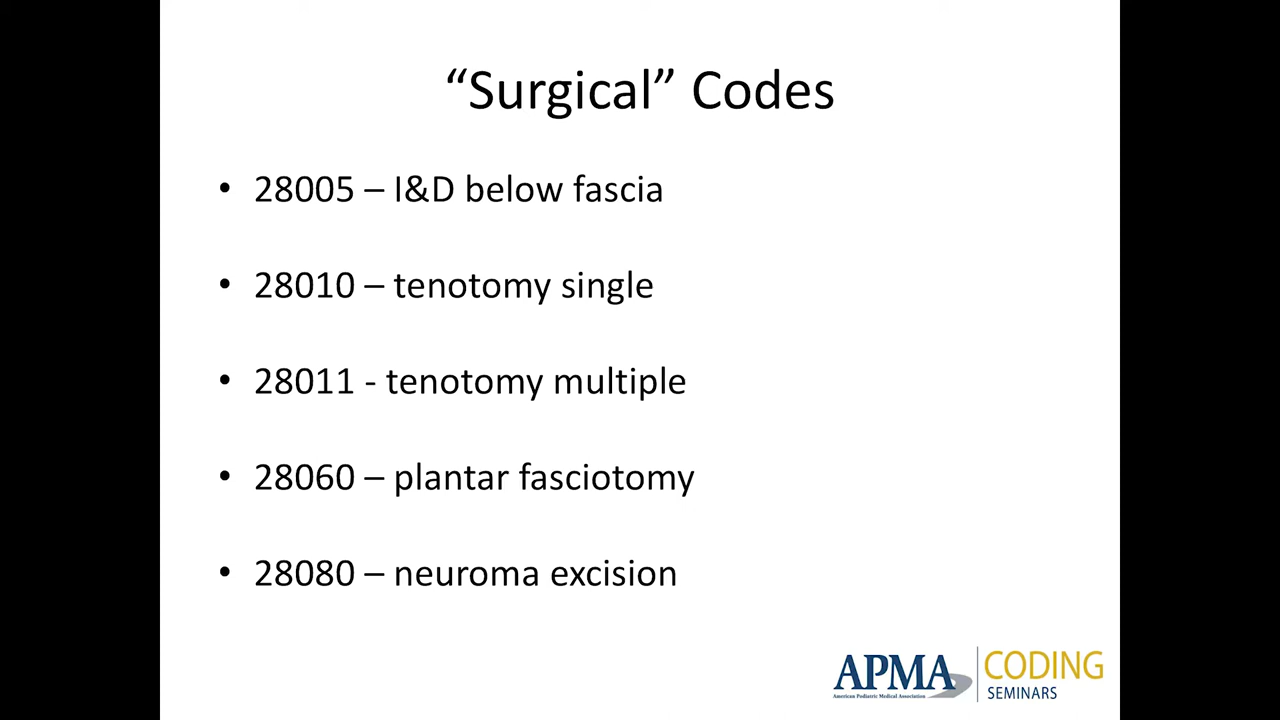 “Surgical” Codes
• 28005 – I&D below fascia
• 28010 – tenotomy single
• 28011 - tenotomy multiple
• 28060 – plantar fasciotomy
• 28080 – neuroma excision
APMA
American Podiatric Medical Association
CODING
SEMINARS